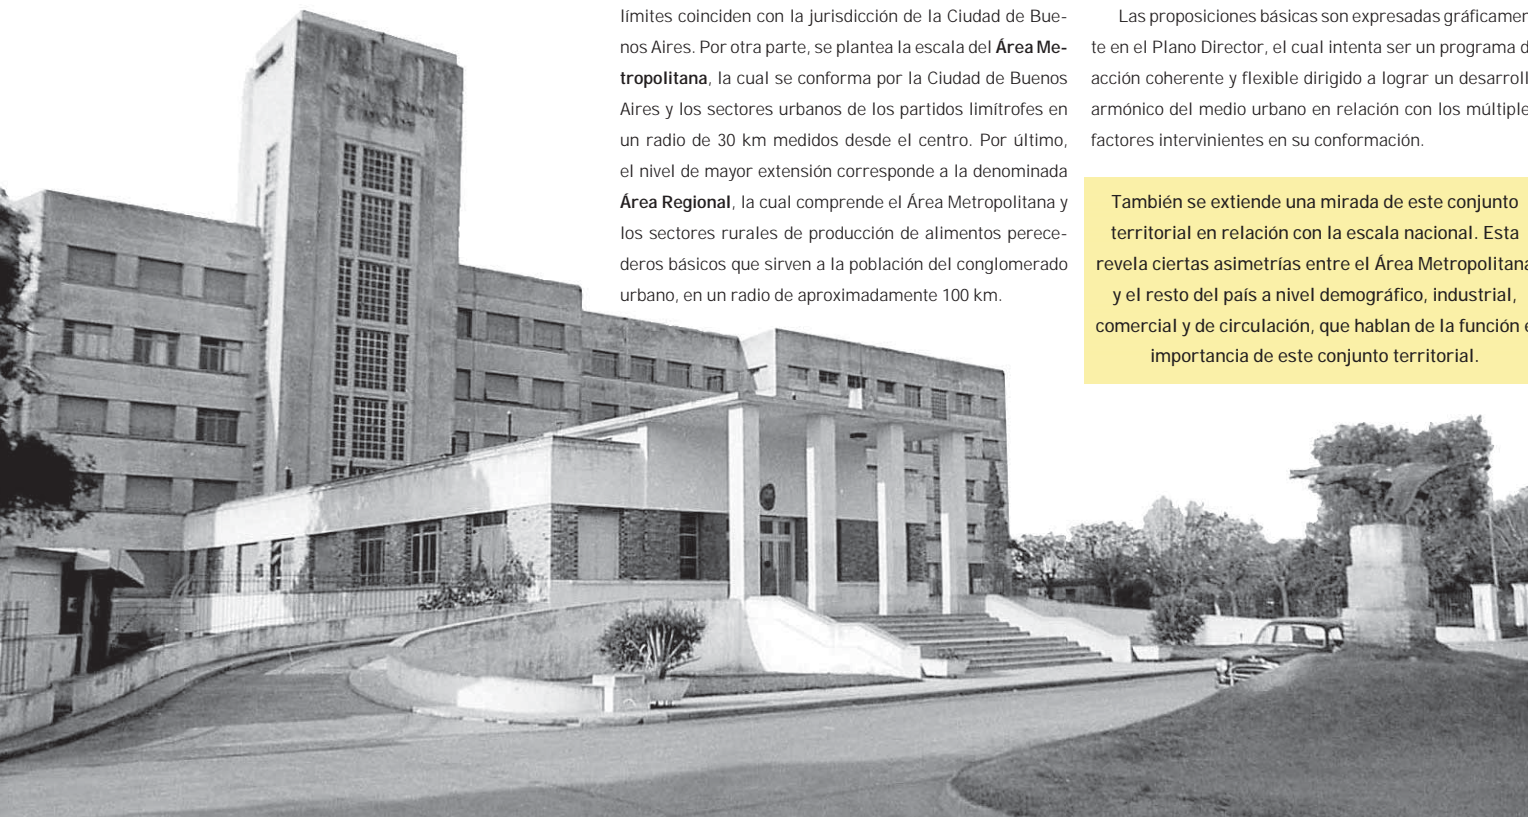 límites coinciden con la jurisdicción de la Ciudad de Bue-
nos Aires. Por otra parte, se plantea la escala del Área Me-
tropolitana, la cual se conforma por la Ciudad de Buenos
Aires y los sectores urbanos de los partidos limítrofes en
un radio de 30 km medidos desde el centro. Por último,
el nivel de mayor extensión corresponde a la denominada
Área Regional, la cual comprende el Área Metropolitana y
los sectores rurales de producción de alimentos perece-
deros básicos que sirven a la población del conglomerado
urbano, en un radio de aproximadamente 100 km.
Las proposiciones básicas son expresadas gráficamen
te en el Plano Director, el cual intenta ser un programa d
acción coherente y flexible dirigido a lograr un desarroll
armónico del medio urbano en relación con los múltiple
factores intervinientes en su conformación.
También se extiende una mirada de este conjunto
territorial en relación con la escala nacional. Esta
revela ciertas asimetrías entre el Área Metropolitana
y el resto del país a nivel demográfico, industrial,
comercial y de circulación, que hablan de la función e
importancia de este conjunto territorial.